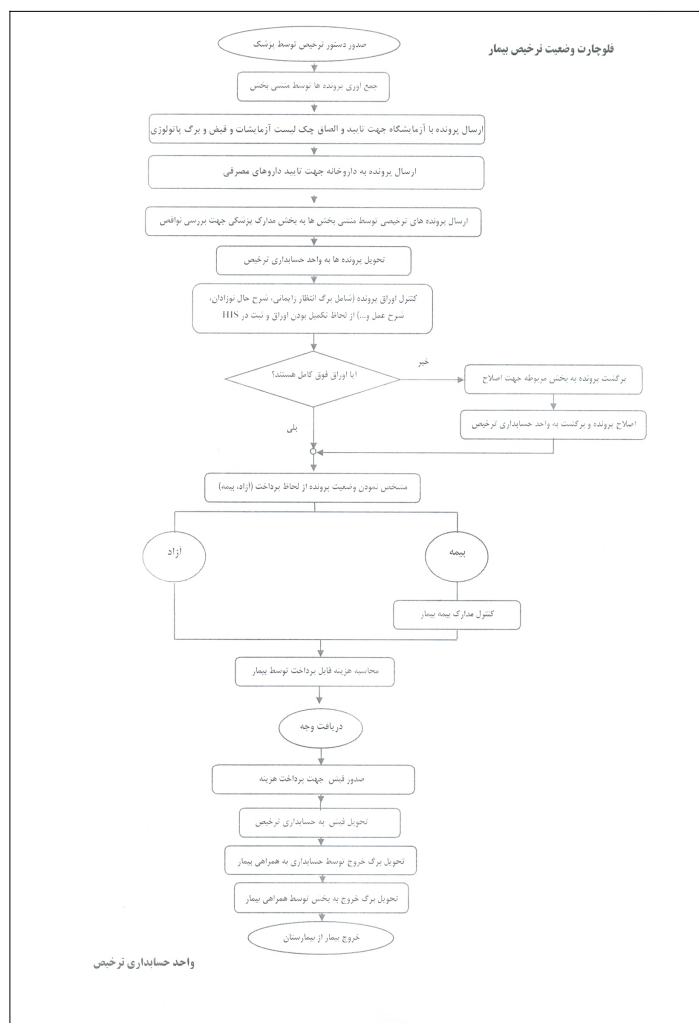 فلوچارت وضعیت ترخیص بیمار
صدور دستور ترخیص توسط پزشک
جمع اوری پرونده ها توسط منشی بخش
ارسال پرونده با آزمایشگاه جهت تایید و الصاق چک لیست آزمایشات و قبض و برگ پاتولوژی
ارسال پرونده به داروخانه جهت تایید داروهای مصرفی
ارسال پرونده های ترخیصی توسط منشی بخش ها به بخش مدارک پزشکی جهت بررسی نواقص
تحویل پرونده ها به واحد حسابداری ترخیص
کنترل اوراق پرونده (شامل برگ انتظار زایمانی، شرح حال نوزادان،
شرح عمل و...) از لحاظ تکمیل بودن اوراق و ثبت در HIS
ایا اوراق فوق کامل هستند؟
خیر
برگشت پرونده به بخش مربوطه جهت اصلاح
اصلاح پرونده و برگشت به واحد حسابداری ترخیص
بلی
مشخص نمودن وضعیت پرونده از لحاظ پرداخت (ازاد، بیمه)
بیمه
ازاد
کنترل مدارک بیمه بیمار
محاسبه هزینه قابل پرداخت توسط بیمار
دریافت وجه
صدور قبض جهت پرداخت هزینه
تحویل قبض به حسابداری ترخیص
تحویل برگ خروج توسط حسابداری به همراهی بیمار
تحویل برگ خروج به بخش توسط همراهی بیمار
خروج بیمار از بیمارستان
واحد حسابداری ترخیص